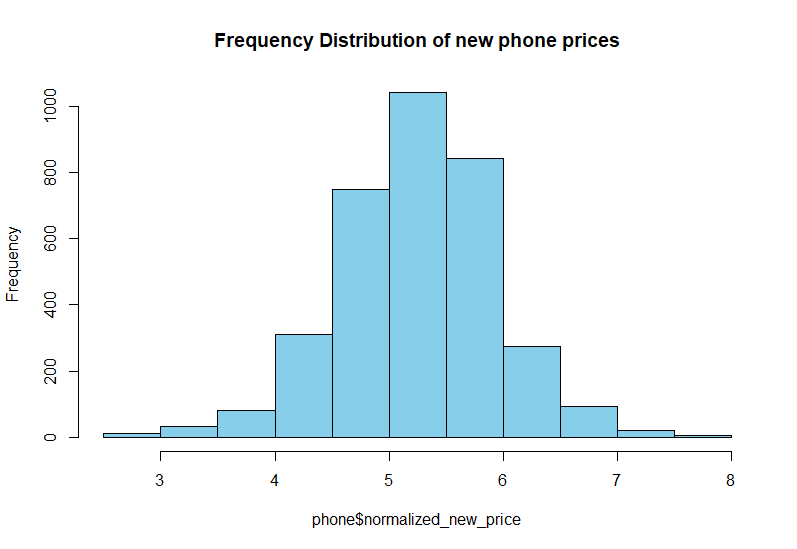 Frequency Distribution of new phone prices
Frequency
1000
800
600
400
200
0
3 4 5 6 7 8
phone$normalized_new_price